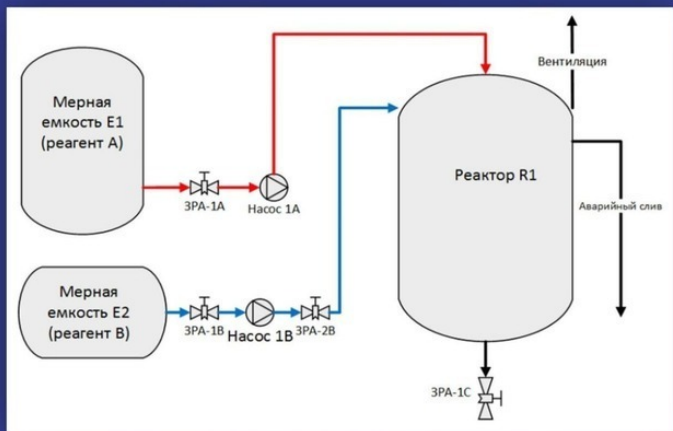 Вентиляция
Мерная
емкость Е1
(реагент А)
Реактор R1
ЗРА-1А
Насос 1А
Аварийный слив
Мерная
емкость Е2
(реагент В)
ЗРА-1В
Насос 1В
ЗРА-2В
ЗРА-1С